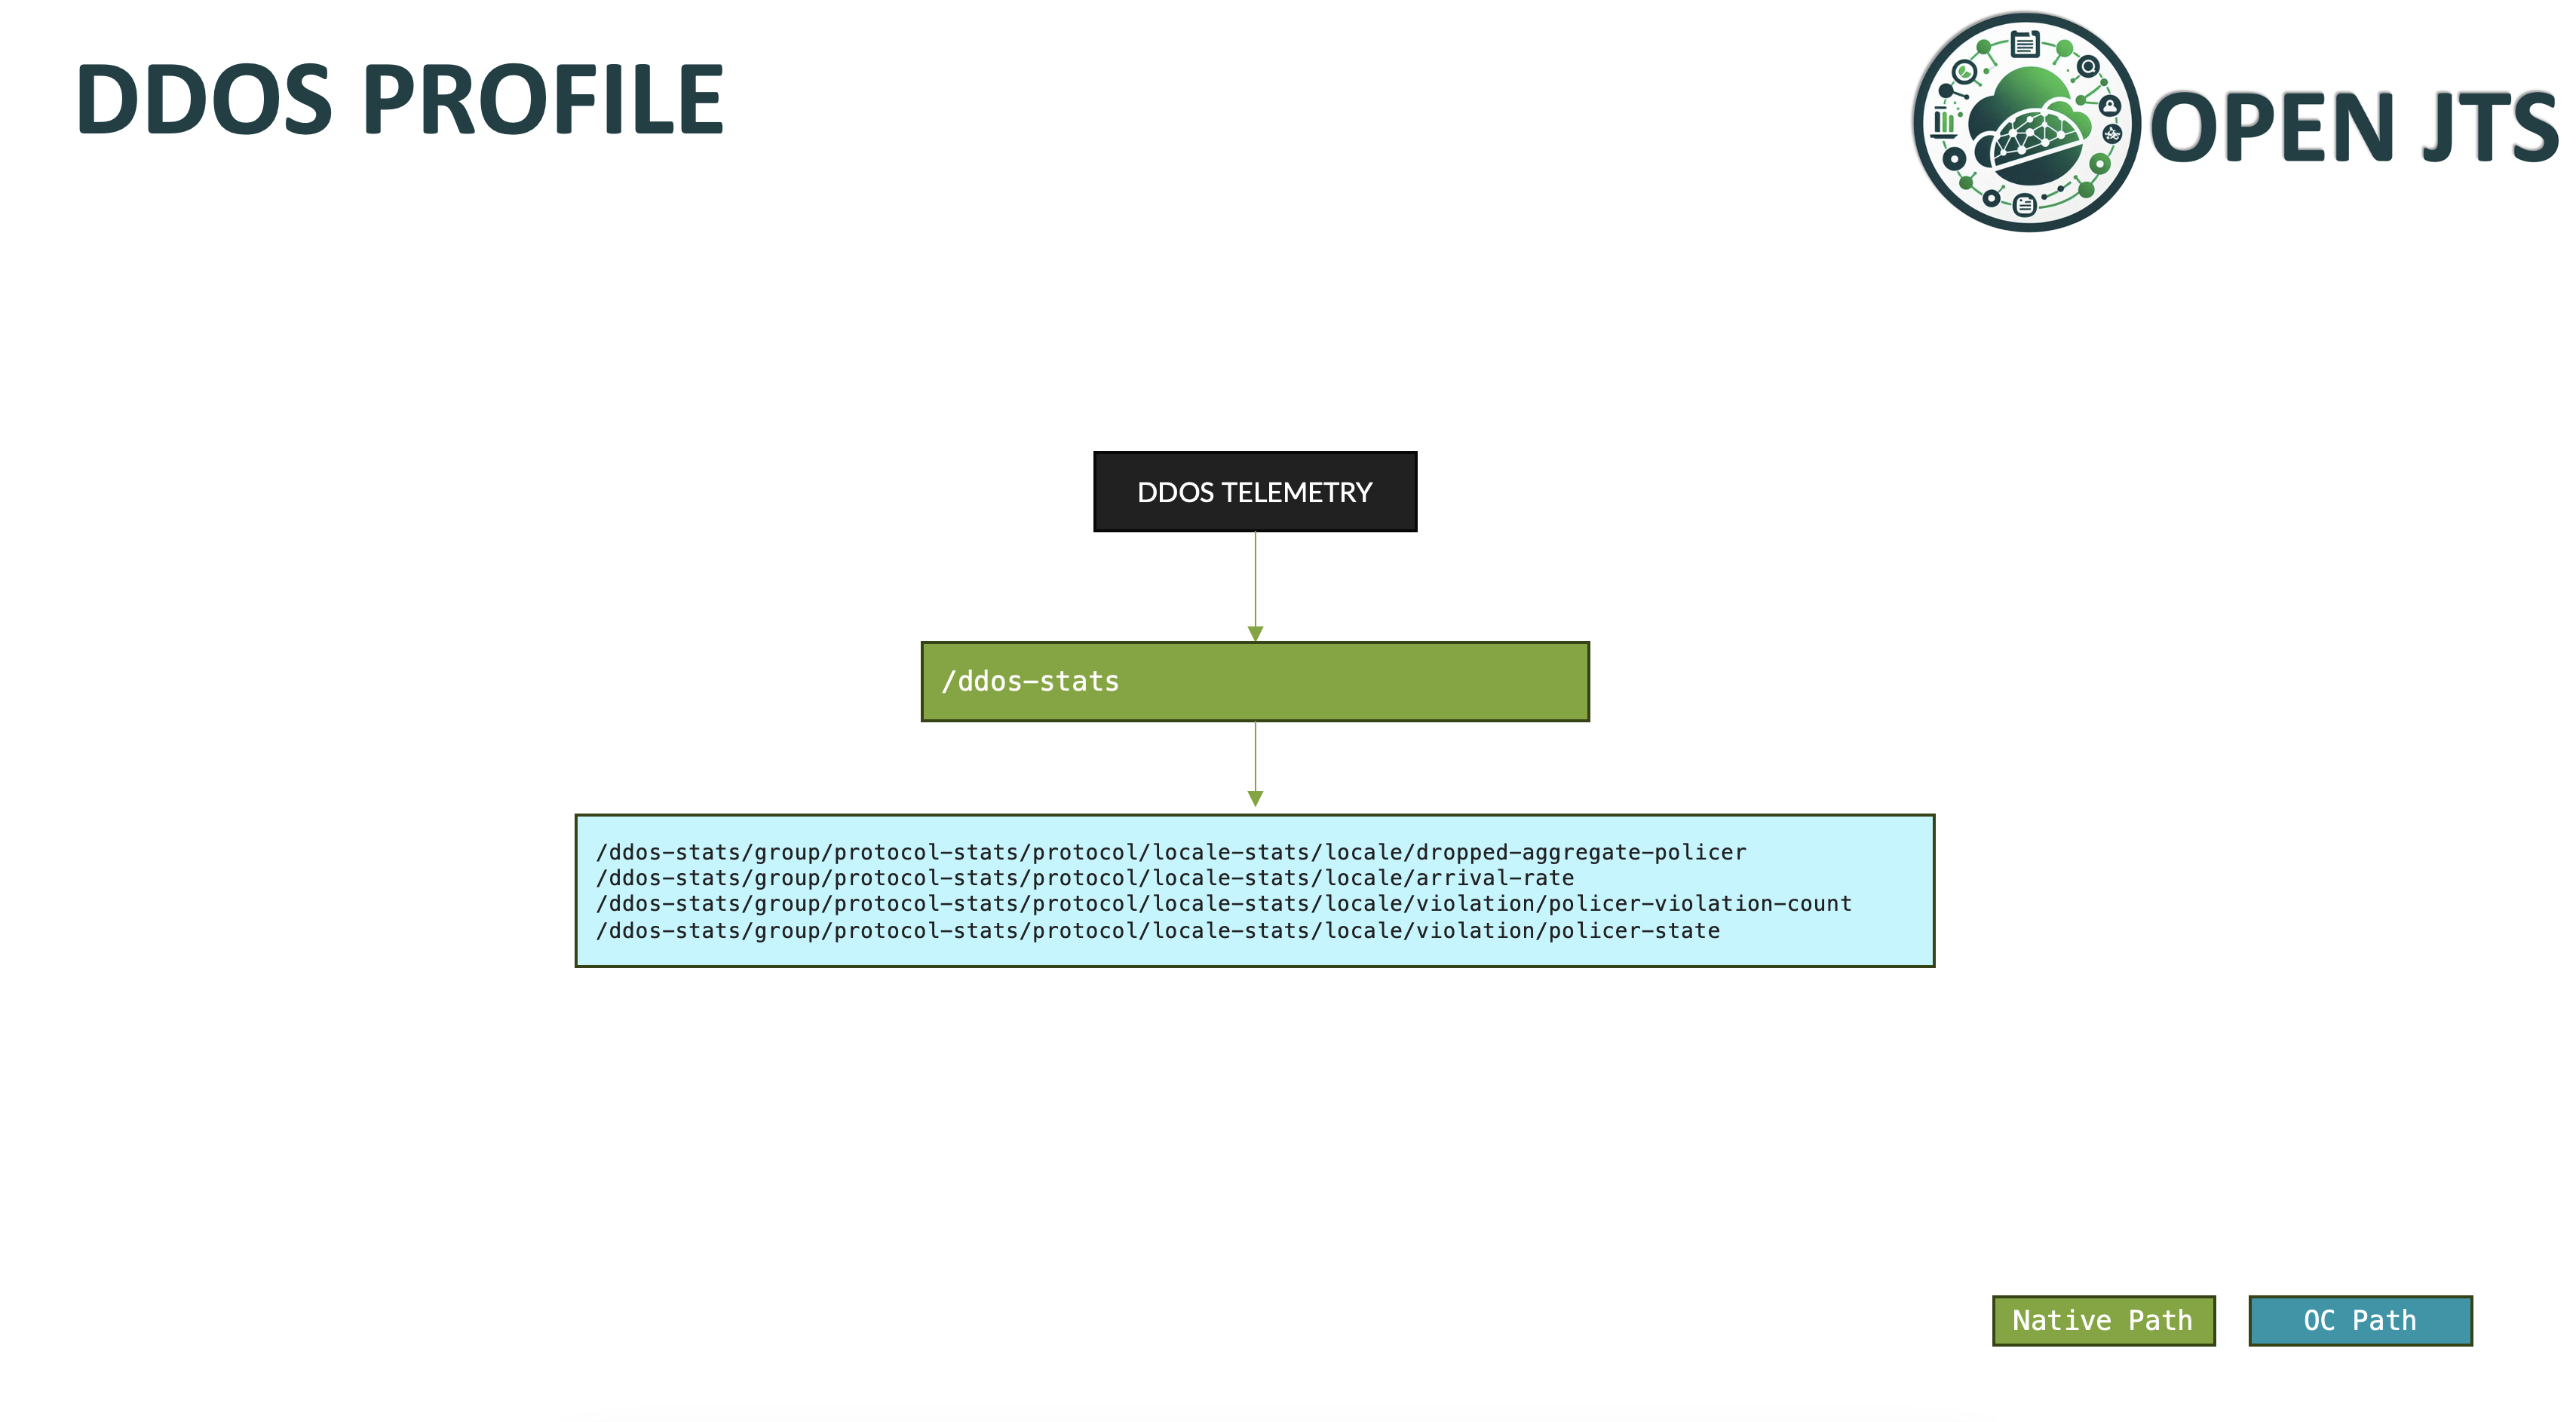 DDOS PROFILE
OPEN JTS
DDOS TELEMETRY
/ddos-stats
/ddos-stats/group/protocol-stats/protocol/locale-stats/locale/dropped-aggregate-policer
/ddos-stats/group/protocol-stats/protocol/locale-stats/locale/arrival-rate
/ddos-stats/group/protocol-stats/protocol/locale-stats/locale/violation/policer-violation-count
/ddos-stats/group/protocol-stats/protocol/locale-stats/locale/violation/policer-state
Native Path
OC Path